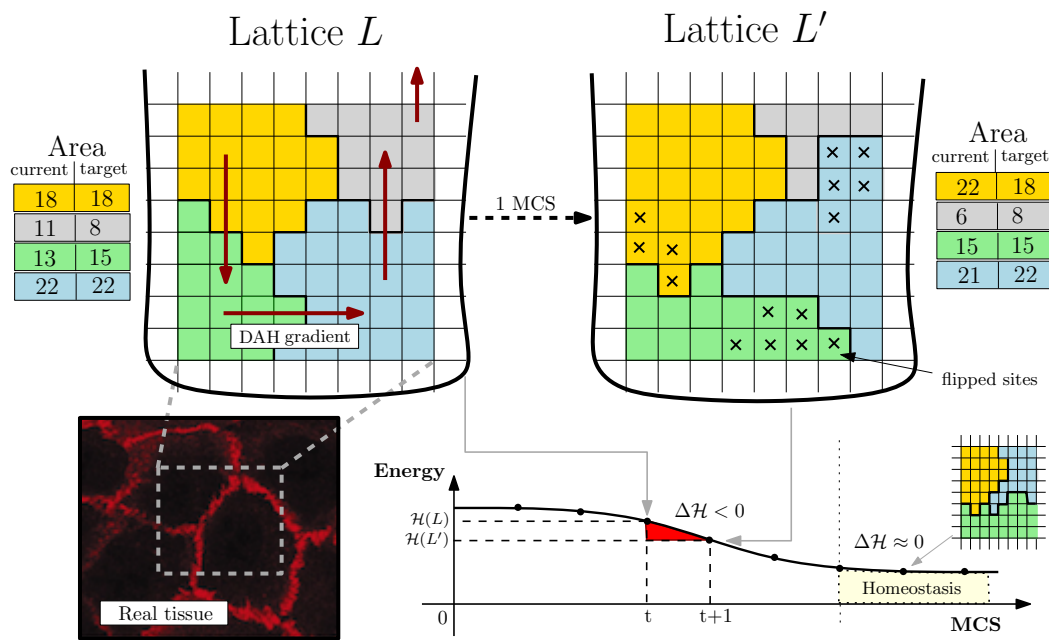 Lattice L
Lattice L′
Area
current target
18 18
11 8
13 15
22 22
1 MCS
Area
current target
22 18
6 8
15 15
21 22
DAH gradient
flipped sites
Real tissue
Energy
H(L)
H(L′)
ΔH < 0
ΔH ≈ 0
Homeostasis
0
t
t+1
MCS